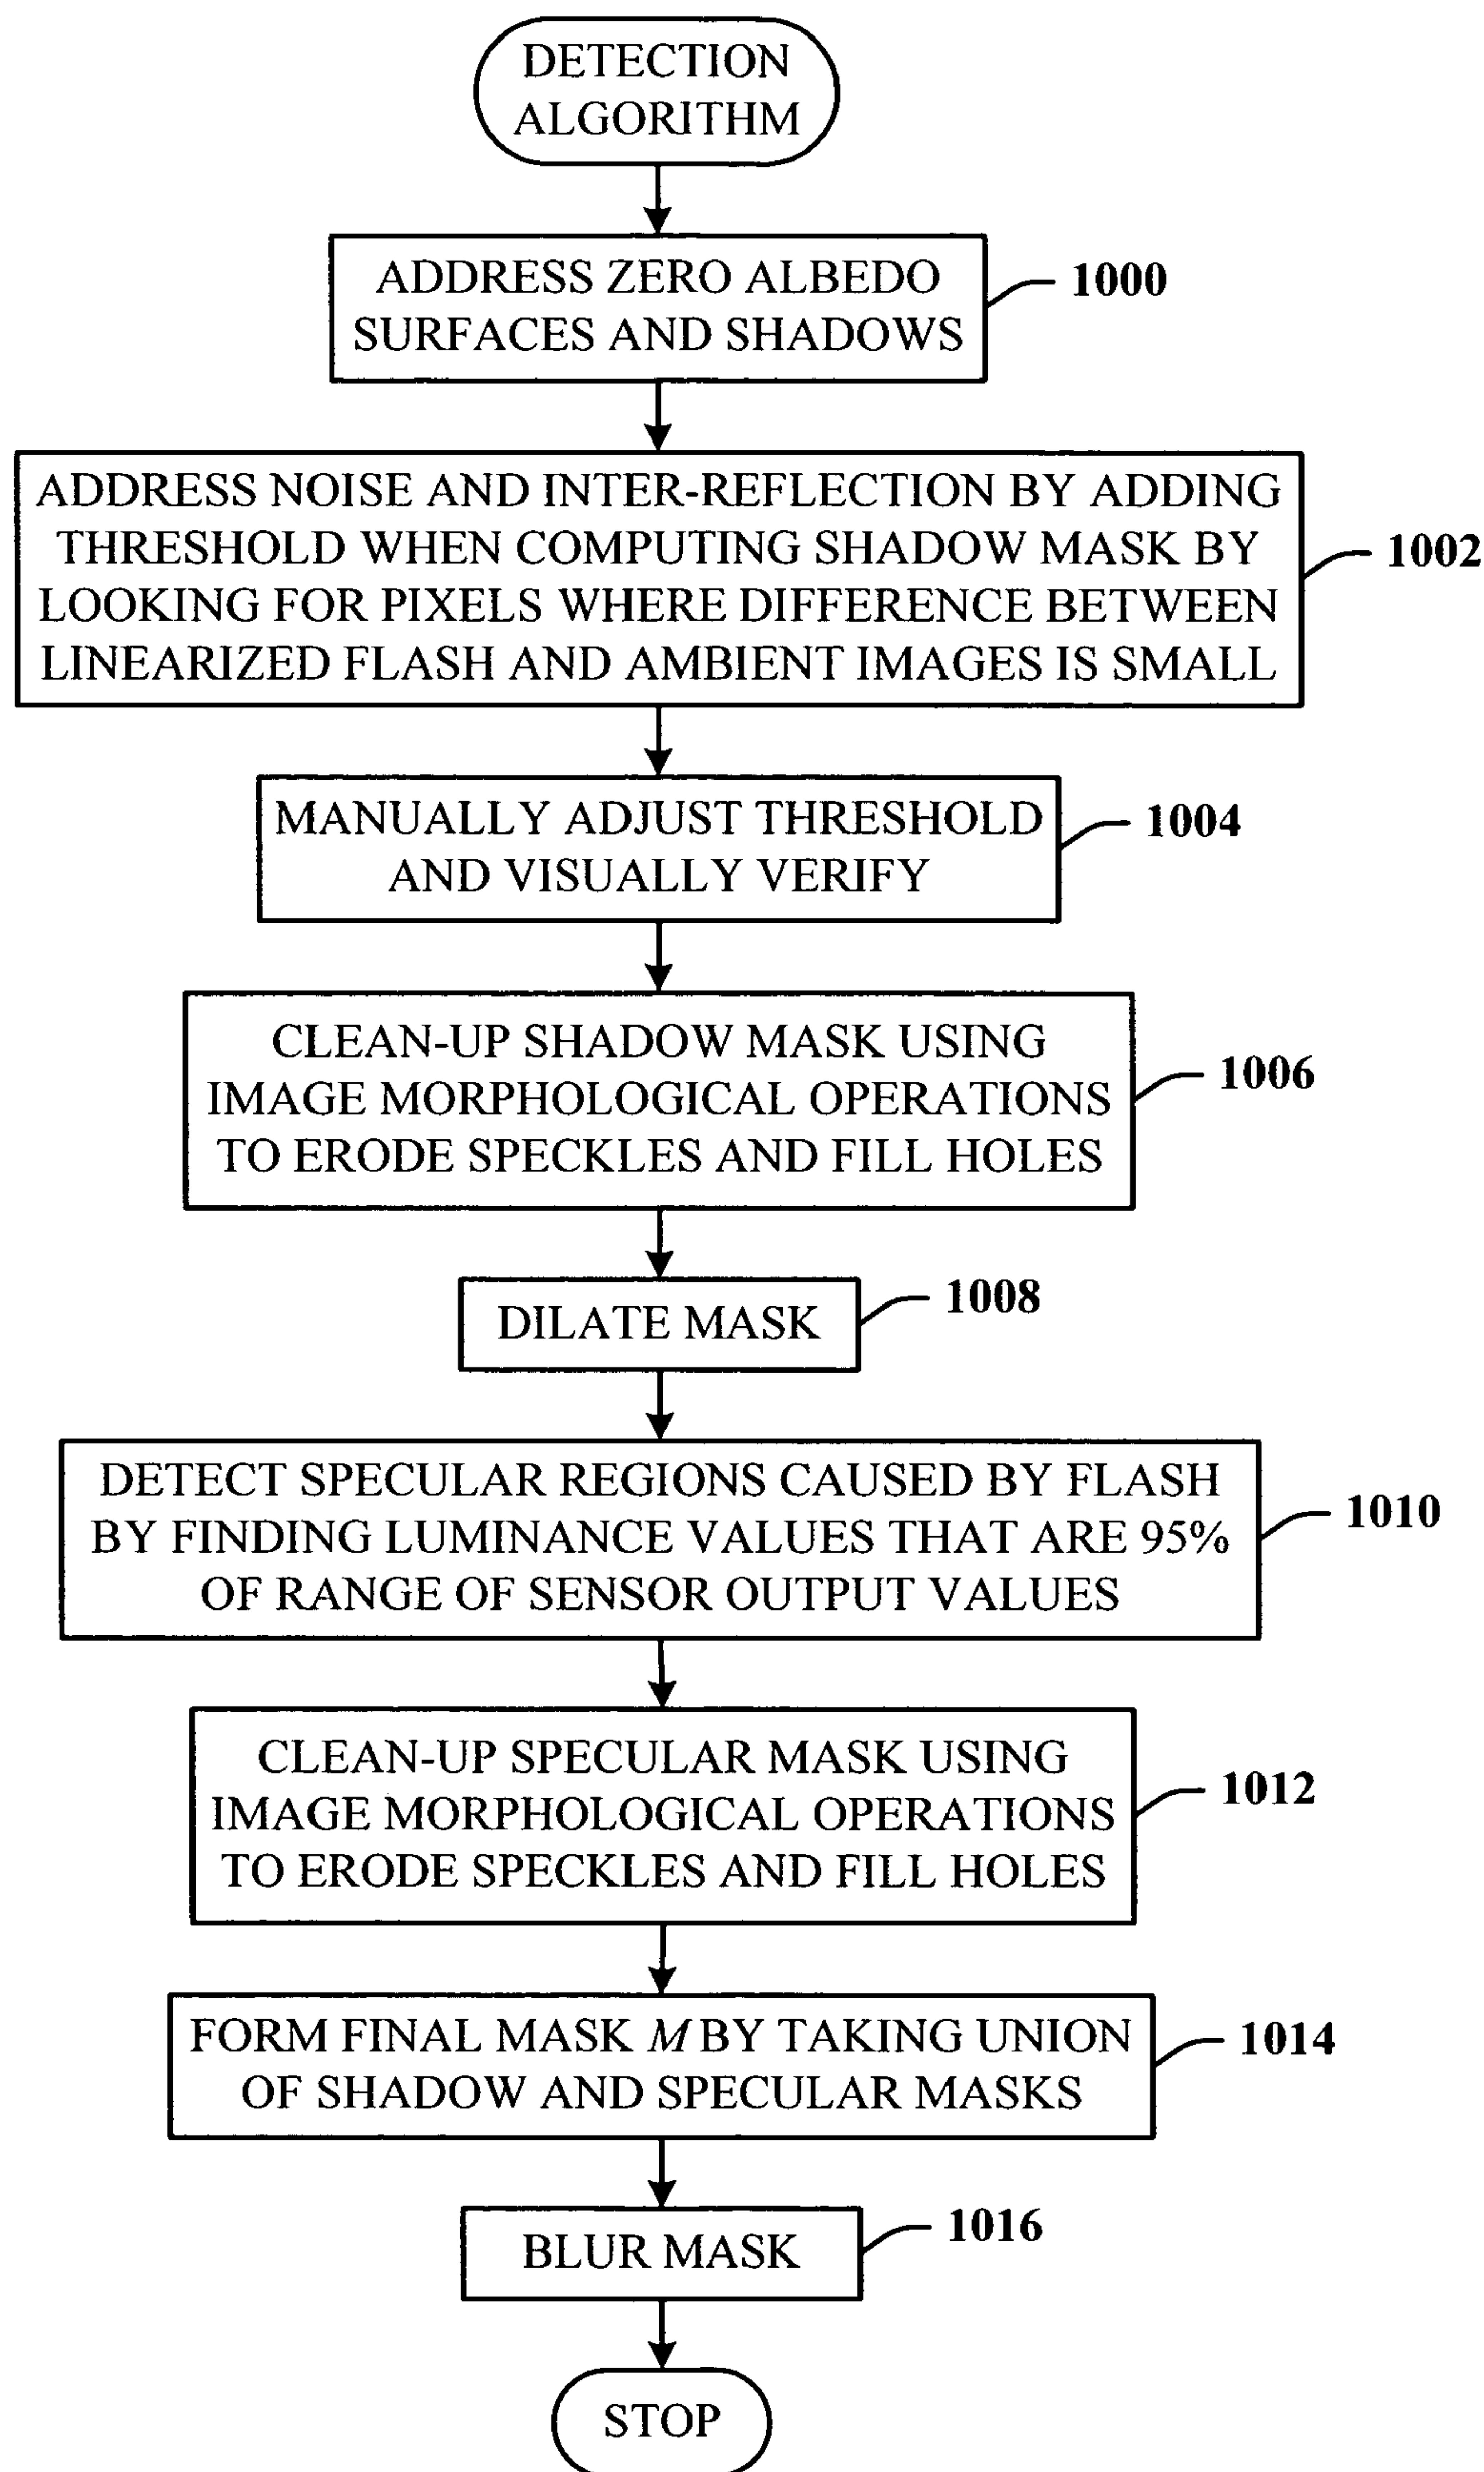 DETECTION
ALGORITHM
ADDRESS ZERO ALBEDO
SURFACES AND SHADOWS
1000
ADDRESS NOISE AND INTER-REFLECTION BY ADDING
THRESHOLD WHEN COMPUTING SHADOW MASK BY
LOOKING FOR PIXELS WHERE DIFFERENCE BETWEEN
LINEARIZED FLASH AND AMBIENT IMAGES IS SMALL
1002
MANUALLY ADJUST THRESHOLD
AND VISUALLY VERIFY
1004
CLEAN-UP SHADOW MASK USING
IMAGE MORPHOLOGICAL OPERATIONS
TO ERODE SPECKLES AND FILL HOLES
1006
DILATE MASK
1008
DETECT SPECULAR REGIONS CAUSED BY FLASH
BY FINDING LUMINANCE VALUES THAT ARE 95%
OF RANGE OF SENSOR OUTPUT VALUES
1010
CLEAN-UP SPECULAR MASK USING
IMAGE MORPHOLOGICAL OPERATIONS
TO ERODE SPECKLES AND FILL HOLES
1012
FORM FINAL MASK M BY TAKING UNION
OF SHADOW AND SPECULAR MASKS
1014
BLUR MASK
1016
STOP